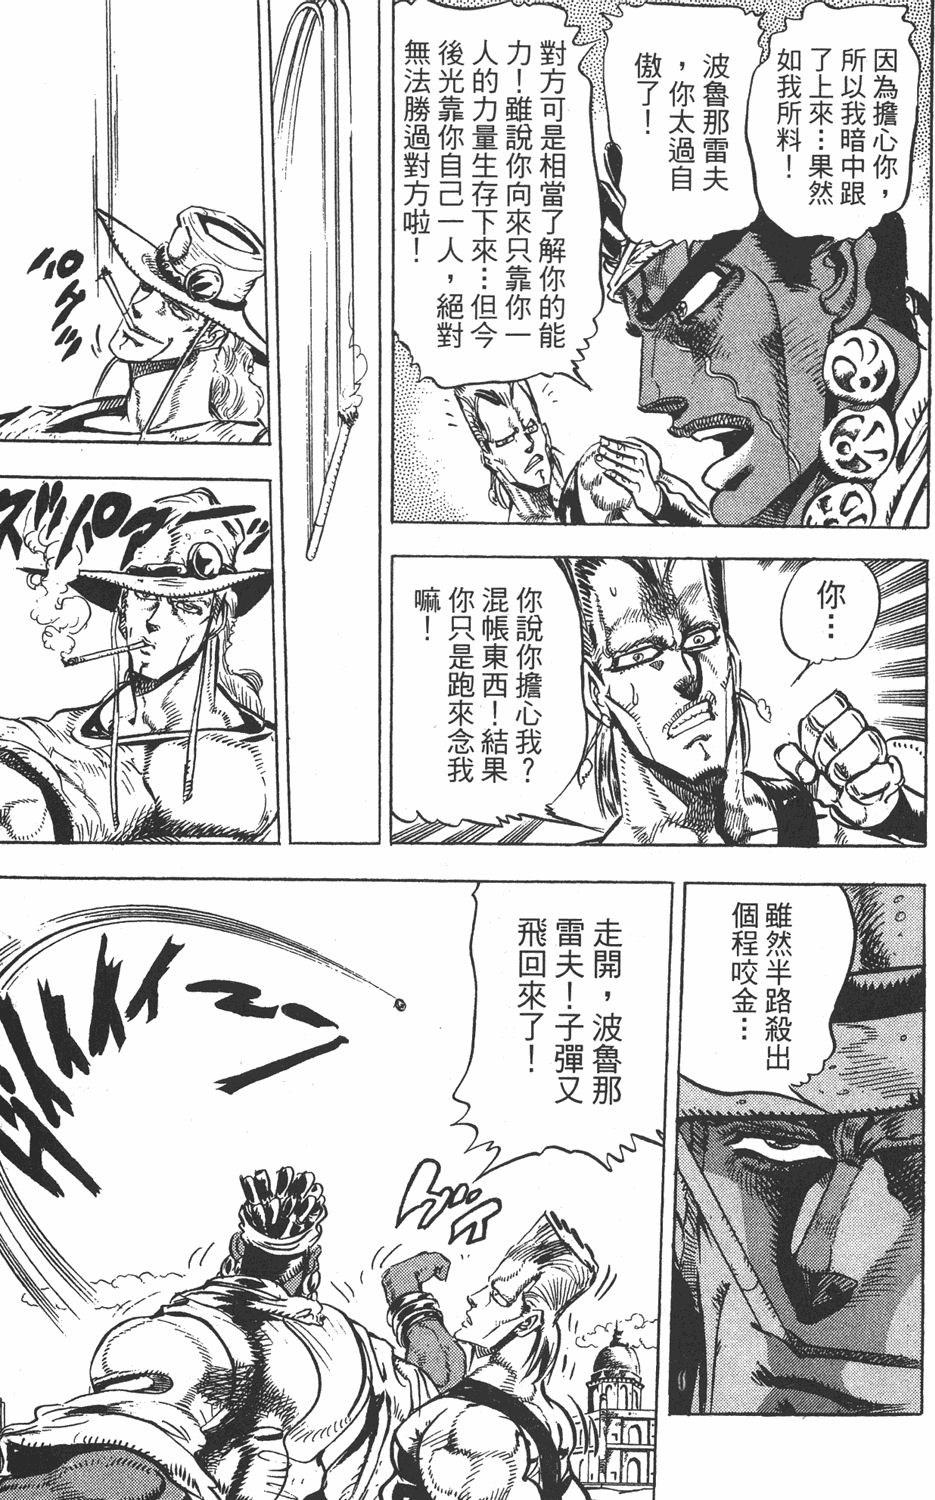 因為擔心你，
所以我暗中跟
了上來…果然
如我所料！
波魯那雷夫
，你太過自
傲了！
對方可是相當了解你的能
力！雖說你向來只靠你一
人的力量生存下來…但今
後光靠你自己一人，絕對
無法勝過對方啦！
你…
你說你擔心我？
混帳東西！結果
你只是跑來念我
嘛！
雖然半路殺出
個程咬金…
走開，波魯那
雷夫！子彈又
飛回來了！